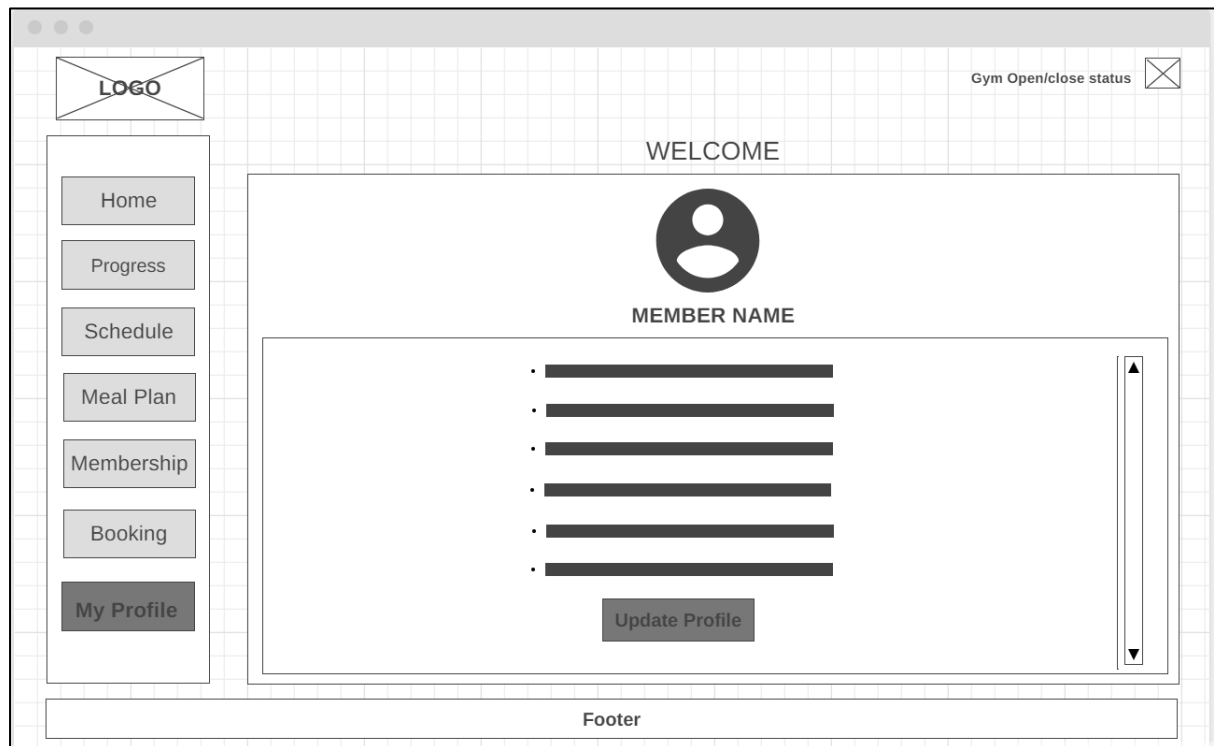 LOGO
Gym Open/close status
WELCOME
Home
Progress
Schedule
Meal Plan
Membership
Booking
My Profile
MEMBER NAME
Update Profile
Footer